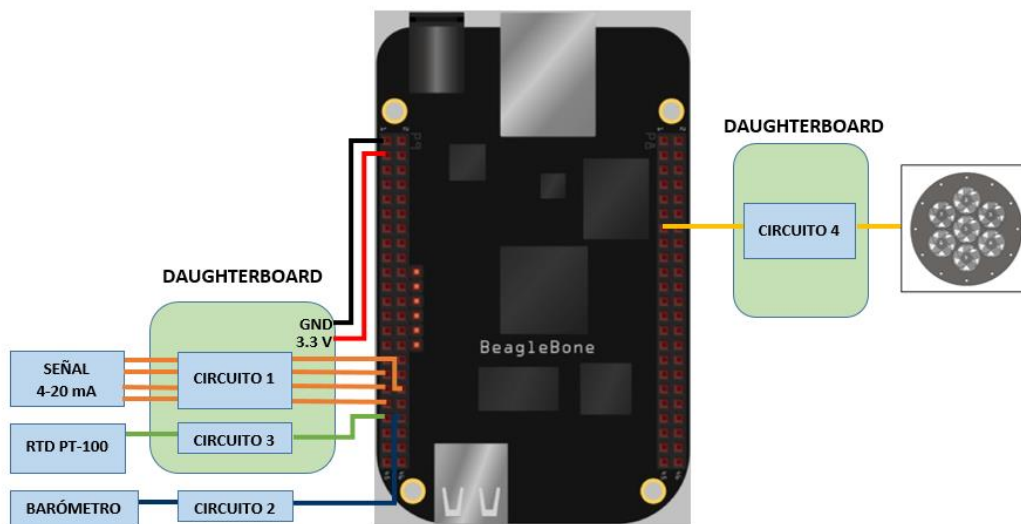 DAUGHTERBOARD
CIRCUITO 4
DAUGHTERBOARD
GND
3.3 V
SEÑAL
4-20 mA
CIRCUITO 1
BeagleBone
RTD PT-100
CIRCUITO 3
BARÓMETRO
CIRCUITO 2